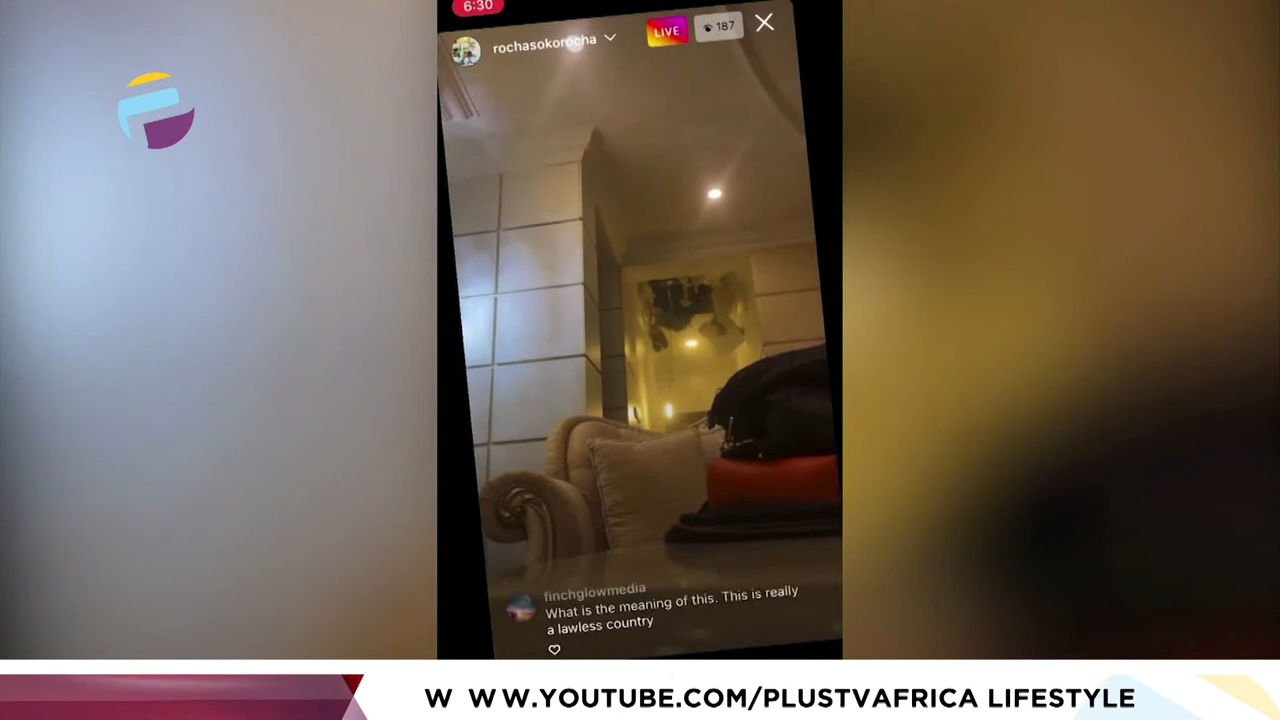 6:30
rochasokorocha
LIVE
187
finchglowmedia
What is the meaning of this. This is really
a lawless country
W WW.YOUTUBE.COM/PLUSTVAFRICA LIFESTYLE